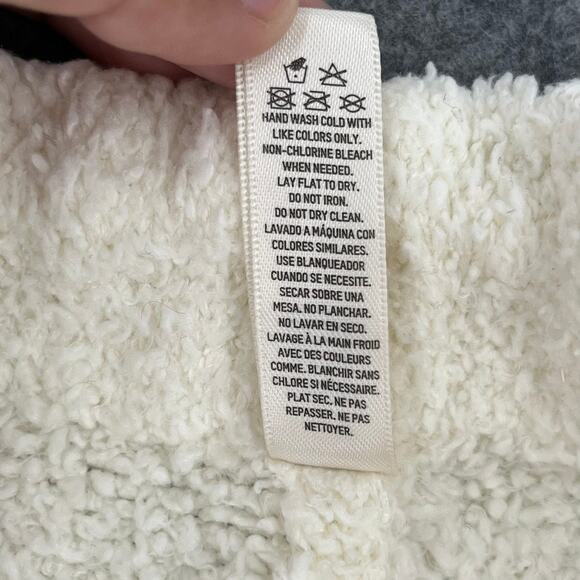 HAND WASH COLD WITH
LIKE COLORS ONLY.
NON-CHLORINE BLEACH
WHEN NEEDED.
LAY FLAT TO DRY.
DO NOT IRON.
DO NOT DRY CLEAN.
LAVADO A MÁQUINA CON
COLORES SIMILARES.
USE BLANQUEADOR
CUANDO SE NECESITE.
SECAR SOBRE UNA
MESA. NO PLANCHAR.
NO LAVAR EN SECO.
LAVAGE À LA MAIN FROID
AVEC DES COULEURS
COMME. BLANCHIR SANS
CHLORE SI NÉCESSAIRE.
PLAT SEC. NE PAS
REPASSER. NE PAS
NETTOYER.